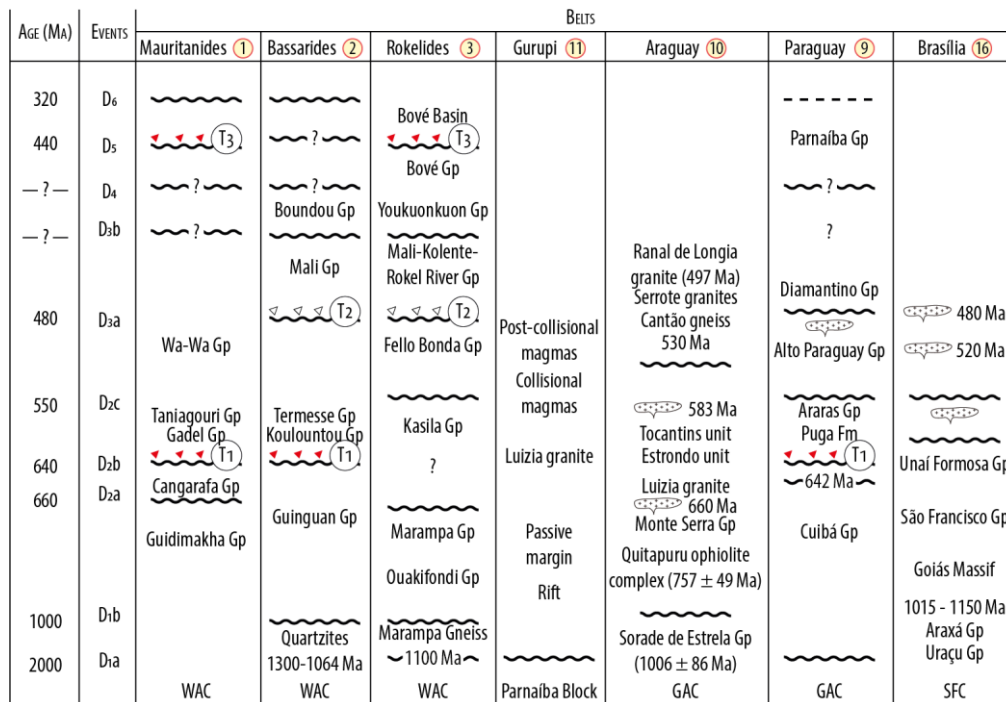 BELTS
AGE (MA) EVENTS Mauritanides 1 Bassarides 2 Rokelides 3 Gurupi 11 Araguay 10 Paraguay 9 Brasília 16
320 D6
Bové Basin
440 D5 T3 ? T3 Parnaíba Gp
Bové Gp
— ? — D4 ? ? ?
Boundou Gp Youkuonkuon Gp
— ? — D3b ? ?
Mali Gp Mali-Kolente- Ranal de Longia
Rokel River Gp granite (497 Ma)
Serrote granites Diamantino Gp
480 D3a T2 T2 Post-collisional Cantão gneiss 480 Ma
Wa-Wa Gp Fello Bonda Gp magmas 530 Ma Alto Paraguay Gp 520 Ma
Collisional
550 D2c magmas 583 Ma Araras Gp
Taniagouri Gp Termesse Gp Kasila Gp Tocantins unit Puga Fm
Gadel Gp Koulountou Gp Estrondo unit
640 D2b T1 T1 ? Luizia granite T1 Unaí Formosa Gp
Cangarafa Gp Luizia granite 642 Ma
660 D2a 660 Ma
Guidimakha Gp Guinguan Gp Marampa Gp Passive Monte Serra Gp Cuibá Gp São Francisco Gp
margin Quitapuru ophiolite
Ouakifondi Gp Rift complex (757 ± 49 Ma) Goiás Massif
1000 D1b 1015 - 1150 Ma
Quartzites Marampa Gneiss Sorade de Estrela Gp Araxá Gp
2000 D1a 1300-1064 Ma 1100 Ma (1006 ± 86 Ma) Uraçu Gp
WAC WAC WAC Parnaíba Block GAC GAC SFC